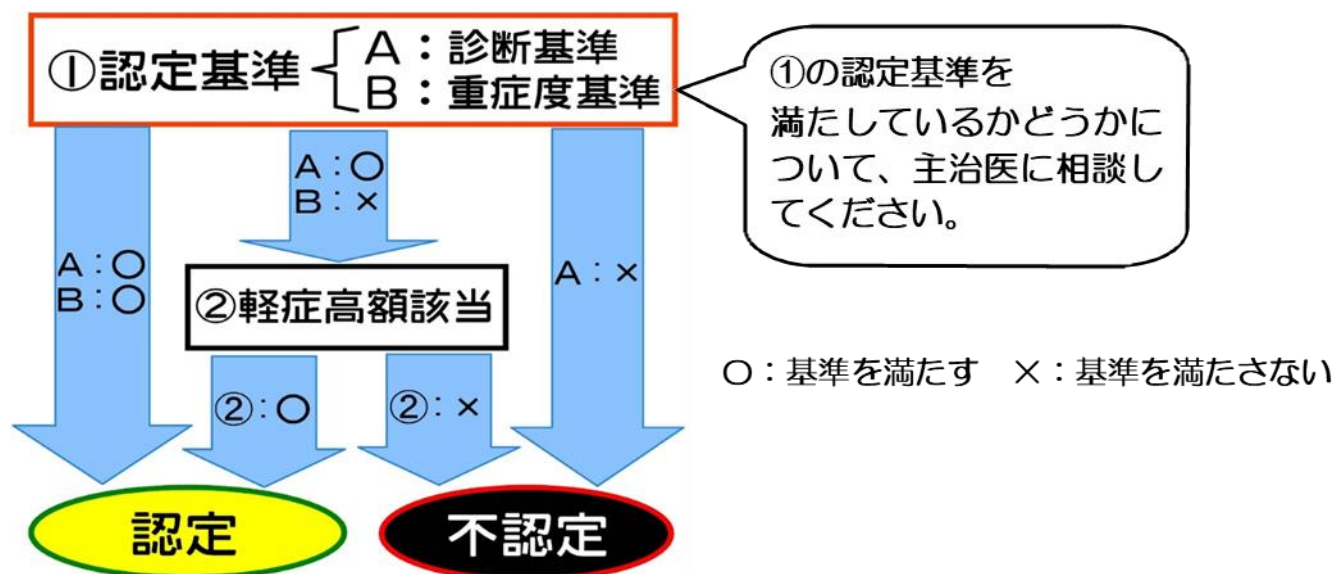 ①認定基準
A：診断基準
B：重症度基準
①の認定基準を
満たしているかどうかに
ついて、主治医に相談し
てください。
A：〇
B：×
A：〇
B：〇
A：×
②軽症高額該当
〇：基準を満たす　×：基準を満たさない
②：〇
②：×
認定
不認定